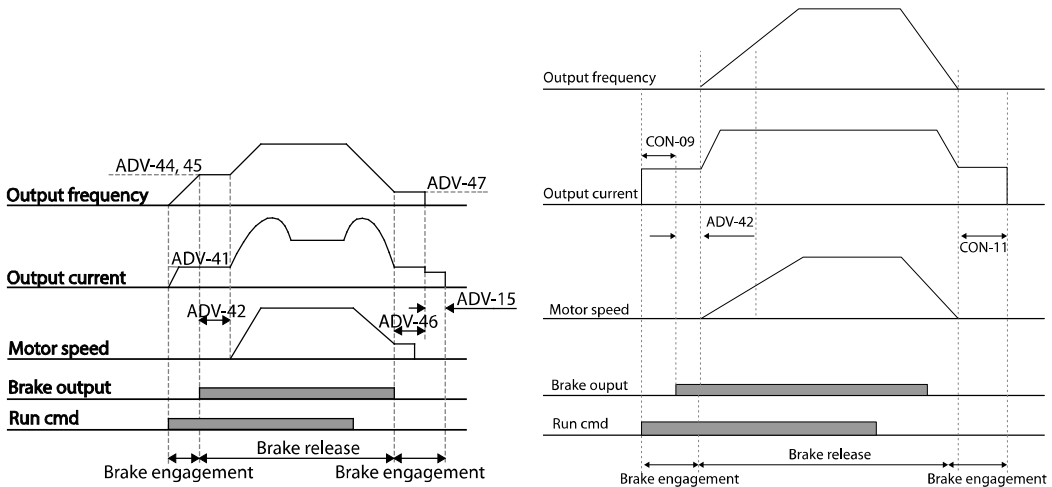 ADV-44, 45
Output frequency
ADV-47
Output current
ADV-41
ADV-42
ADV-15
ADV-46
Motor speed
Brake output
Run cmd
Brake release
Brake engagement
Brake engagement
Output frequency
CON-09
Output current
ADV-42
CON-11
Motor speed
Brake ouput
Run cmd
Brake release
Brake engagement
Brake engagement